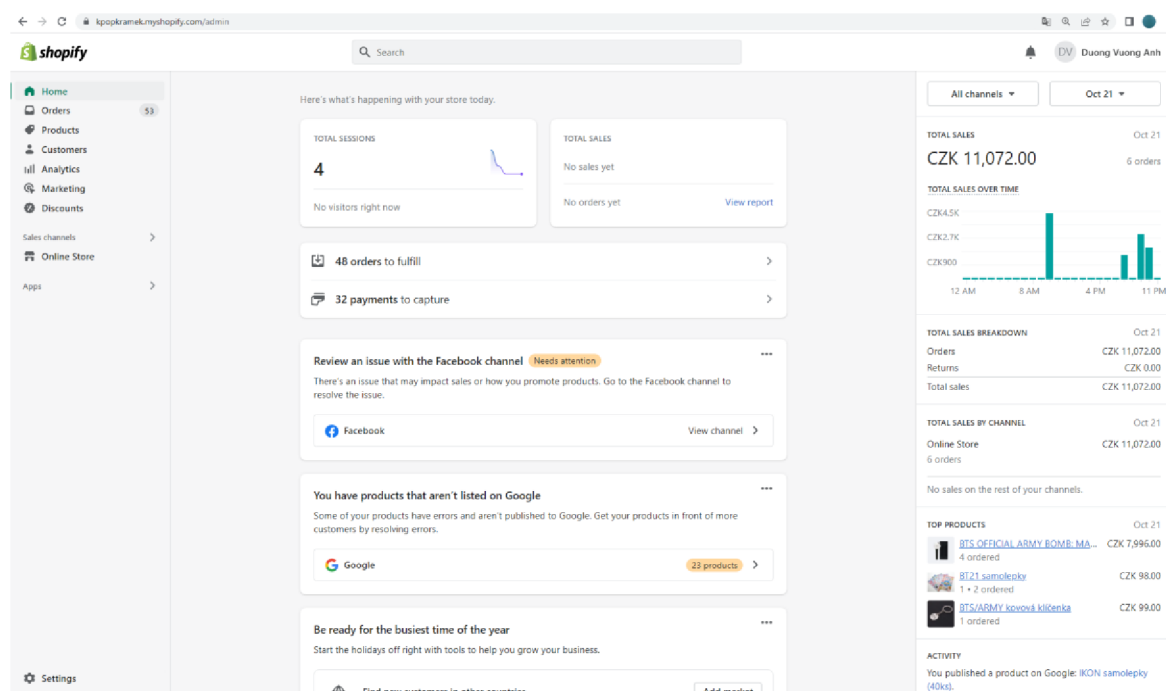 kpopkramek.myshopify.com/admin
shopify
Search
DV Duong Vuong Anh
Home
Orders 53
Products
Customers
Analytics
Marketing
Discounts
Sales channels
Online Store
Apps
Settings
Here's what's happening with your store today.
TOTAL SESSIONS
4
No visitors right now
TOTAL SALES
No sales yet
No orders yet View report
48 orders to fulfill
32 payments to capture
Review an issue with the Facebook channel Needs attention
There's an issue that may impact sales or how you promote products. Go to the Facebook channel to
resolve the issue.
Facebook View channel
You have products that aren't listed on Google
Some of your products have errors and aren't published to Google. Get your products in front of more
customers by resolving errors.
Google 23 products
Be ready for the busiest time of the year
Start the holidays off right with tools to help you grow your business.
Find new customers in other countries Add market
All channels Oct 21
TOTAL SALES Oct 21
CZK 11,072.00 6 orders
TOTAL SALES OVER TIME
CZK4.5K
CZK2.7K
CZK900
12 AM 8 AM 4 PM 11 PM
TOTAL SALES BREAKDOWN Oct 21
Orders CZK 11,072.00
Returns CZK 0.00
Total sales CZK 11,072.00
TOTAL SALES BY CHANNEL Oct 21
Online Store CZK 11,072.00
6 orders
No sales on the rest of your channels.
TOP PRODUCTS Oct 21
BTS OFFICIAL ARMY BOMB: MA... CZK 7,996.00
4 ordered
BT21 samolepky CZK 98.00
1 • 2 ordered
BTS/ARMY kovová klíčenka CZK 99.00
1 ordered
ACTIVITY
You published a product on Google: IKON samolepky
(40ks).